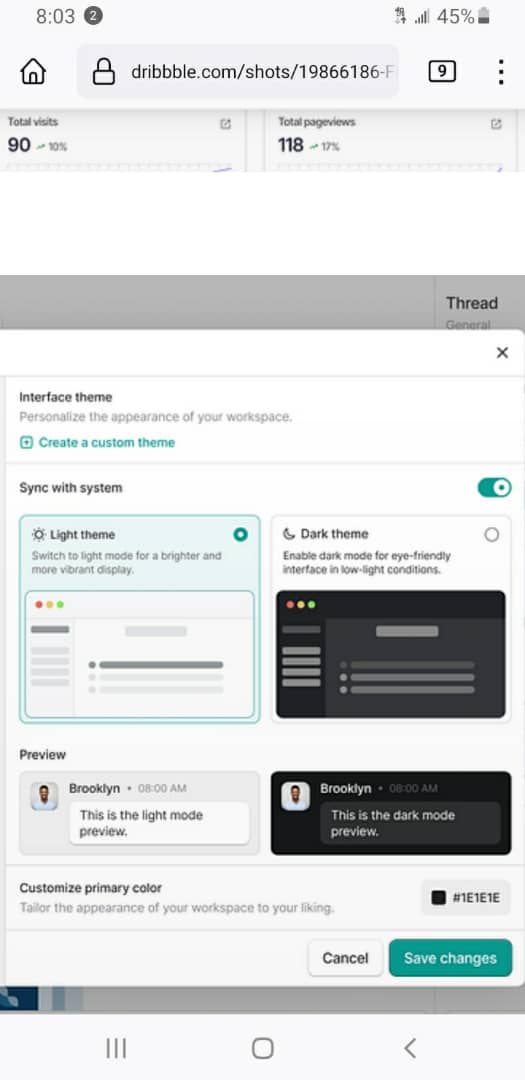 8:03 2 45%
dribbble.com/shots/19866186-F 9
Total visits
90 10%
Total pageviews
118 17%
Thread
General
Interface theme
Personalize the appearance of your workspace.
Create a custom theme
Sync with system
Light theme
Switch to light mode for a brighter and
more vibrant display.
Dark theme
Enable dark mode for eye-friendly
interface in low-light conditions.
Preview
Brooklyn • 08:00 AM
This is the light mode
preview.
Brooklyn • 08:00 AM
This is the dark mode
preview.
Customize primary color
Tailor the appearance of your workspace to your liking.
#1E1E1E
Cancel
Save changes